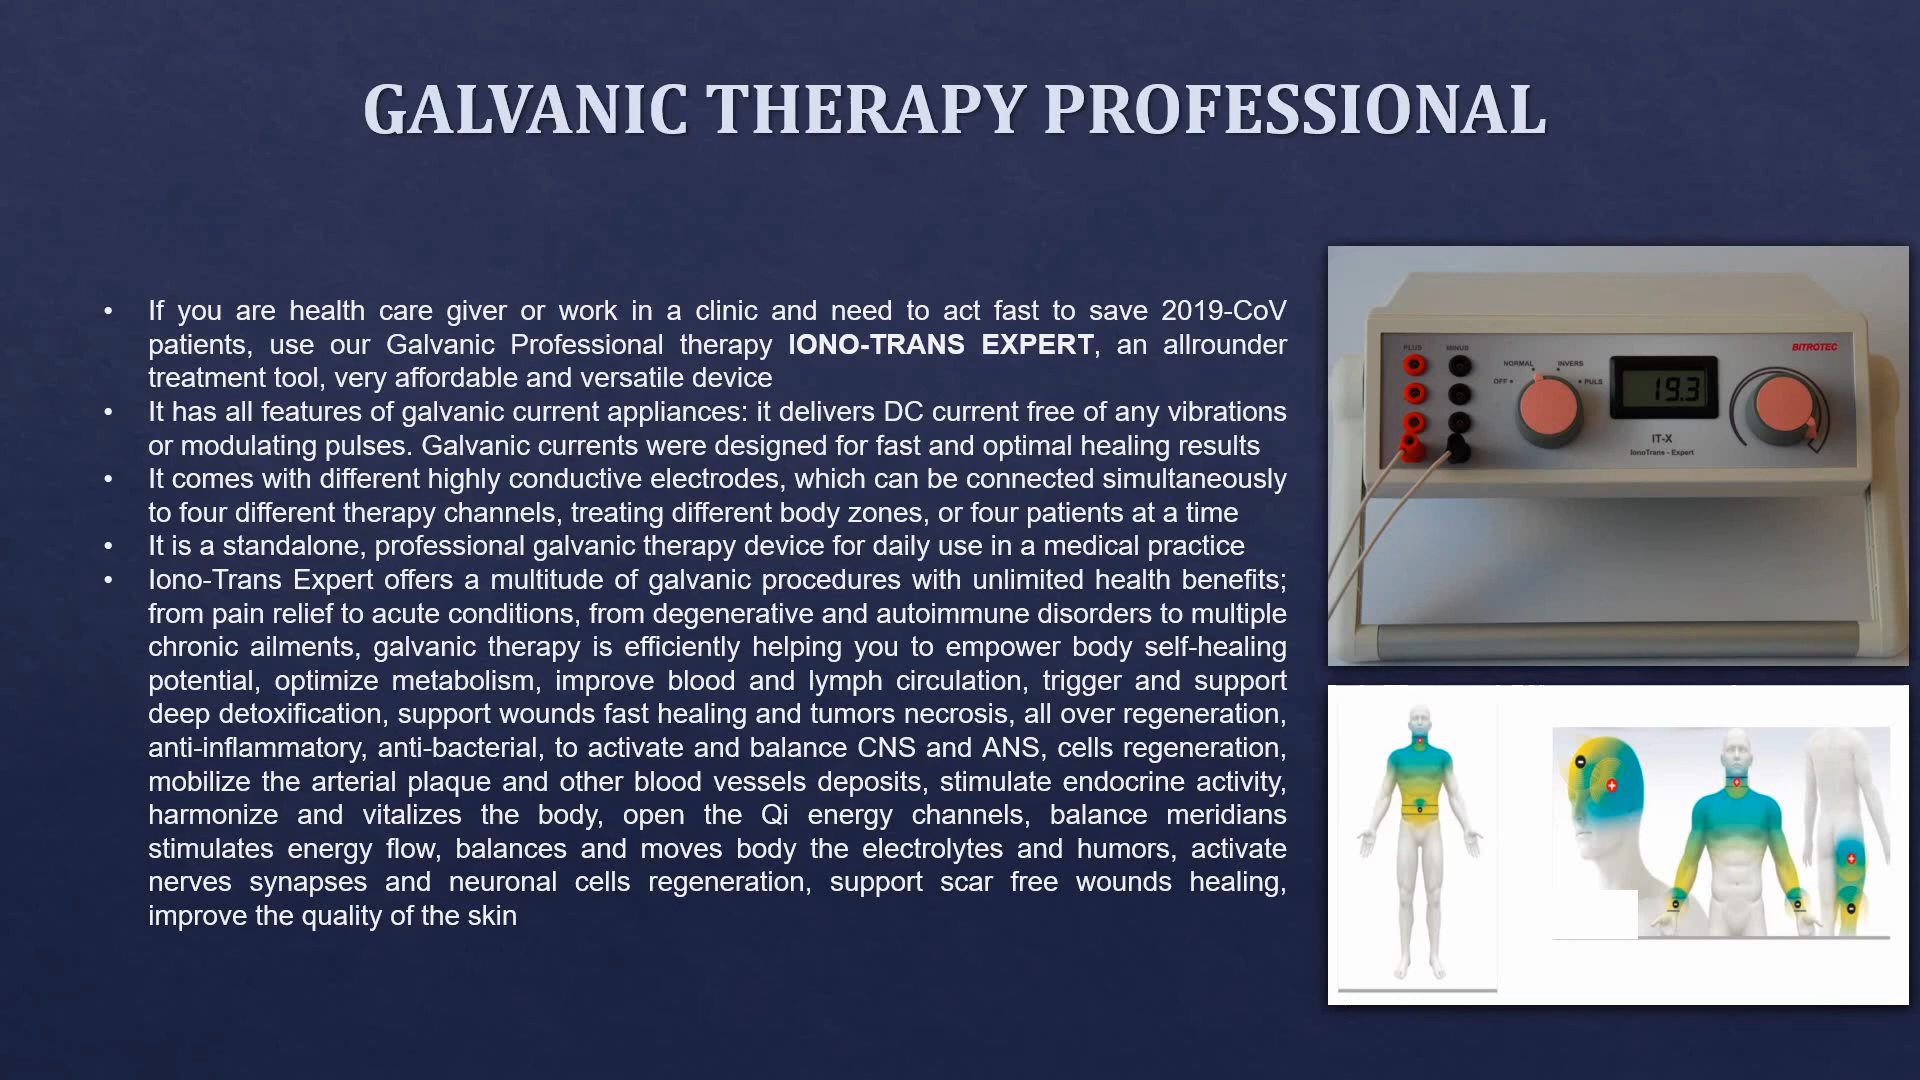 GALVANIC THERAPY PROFESSIONAL
• If you are health care giver or work in a clinic and need to act fast to save 2019-CoV
patients, use our Galvanic Professional therapy IONO-TRANS EXPERT, an allrounder
treatment tool, very affordable and versatile device
• It has all features of galvanic current appliances: it delivers DC current free of any vibrations
or modulating pulses. Galvanic currents were designed for fast and optimal healing results
• It comes with different highly conductive electrodes, which can be connected simultaneously
to four different therapy channels, treating different body zones, or four patients at a time
• It is a standalone, professional galvanic therapy device for daily use in a medical practice
• Iono-Trans Expert offers a multitude of galvanic procedures with unlimited health benefits;
from pain relief to acute conditions, from degenerative and autoimmune disorders to multiple
chronic ailments, galvanic therapy is efficiently helping you to empower body self-healing
potential, optimize metabolism, improve blood and lymph circulation, trigger and support
deep detoxification, support wounds fast healing and tumors necrosis, all over regeneration,
anti-inflammatory, anti-bacterial, to activate and balance CNS and ANS, cells regeneration,
mobilize the arterial plaque and other blood vessels deposits, stimulate endocrine activity,
harmonize and vitalizes the body, open the Qi energy channels, balance meridians
stimulates energy flow, balances and moves body the electrolytes and humors, activate
nerves synapses and neuronal cells regeneration, support scar free wounds healing,
improve the quality of the skin
PLUS MINUS
BITROTEC
NORMAL INVERS
OFF • • PULS
19.3
IT-X
IonoTrans - Expert